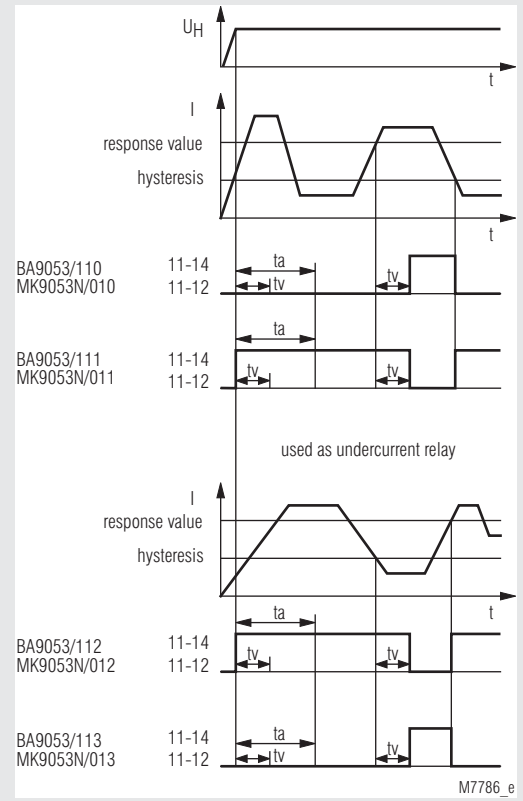 UH
t
I
response value
hysteresis
t
BA9053/110 11-14 ta
MK9053N/010 11-12 tv tv
ta
BA9053/111 11-14
MK9053N/011 11-12 tv tv
used as undercurrent relay
I
response value
hysteresis
t
ta
BA9053/112 11-14
MK9053N/012 11-12 tv tv
BA9053/113 11-14 ta
MK9053N/013 11-12 tv tv
M7786_e